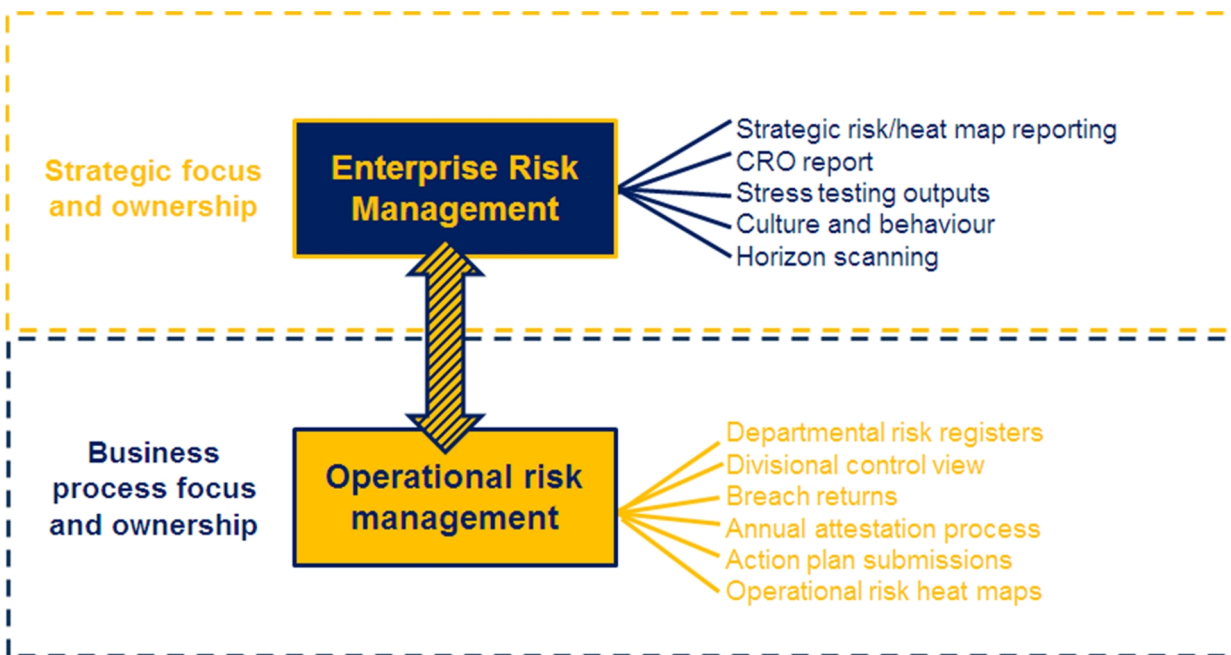 Strategic focus
and ownership
Enterprise Risk
Management
Strategic risk/heat map reporting
CRO report
Stress testing outputs
Culture and behaviour
Horizon scanning
Business
process focus
and ownership
Operational risk
management
Departmental risk registers
Divisional control view
Breach returns
Annual attestation process
Action plan submissions
Operational risk heat maps